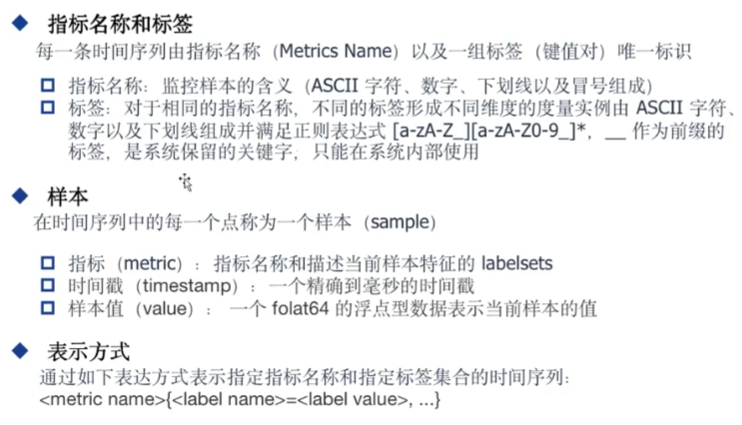 指标名称和标签
每一条时间序列由指标名称（Metrics Name）以及一组标签（键值对）唯一标识
指标名称：监控样本的含义（ASCII 字符、数字、下划线以及冒号组成）
标签：对于相同的指标名称，不同的标签形成不同维度的度量实例由 ASCII 字符、
数字以及下划线组成并满足正则表达式 [a-zA-Z_][a-zA-Z0-9_]*，__ 作为前缀的
标签，是系统保留的关键字，只能在系统内部使用
样本
在时间序列中的每一个点称为一个样本（sample）
指标（metric）：指标名称和描述当前样本特征的 labelsets
时间戳（timestamp）：一个精确到毫秒的时间戳
样本值（value）： 一个 folat64 的浮点型数据表示当前样本的值
表示方式
通过如下表达方式表示指定指标名称和指定标签集合的时间序列：
<metric name>{<label name>=<label value>, ...}